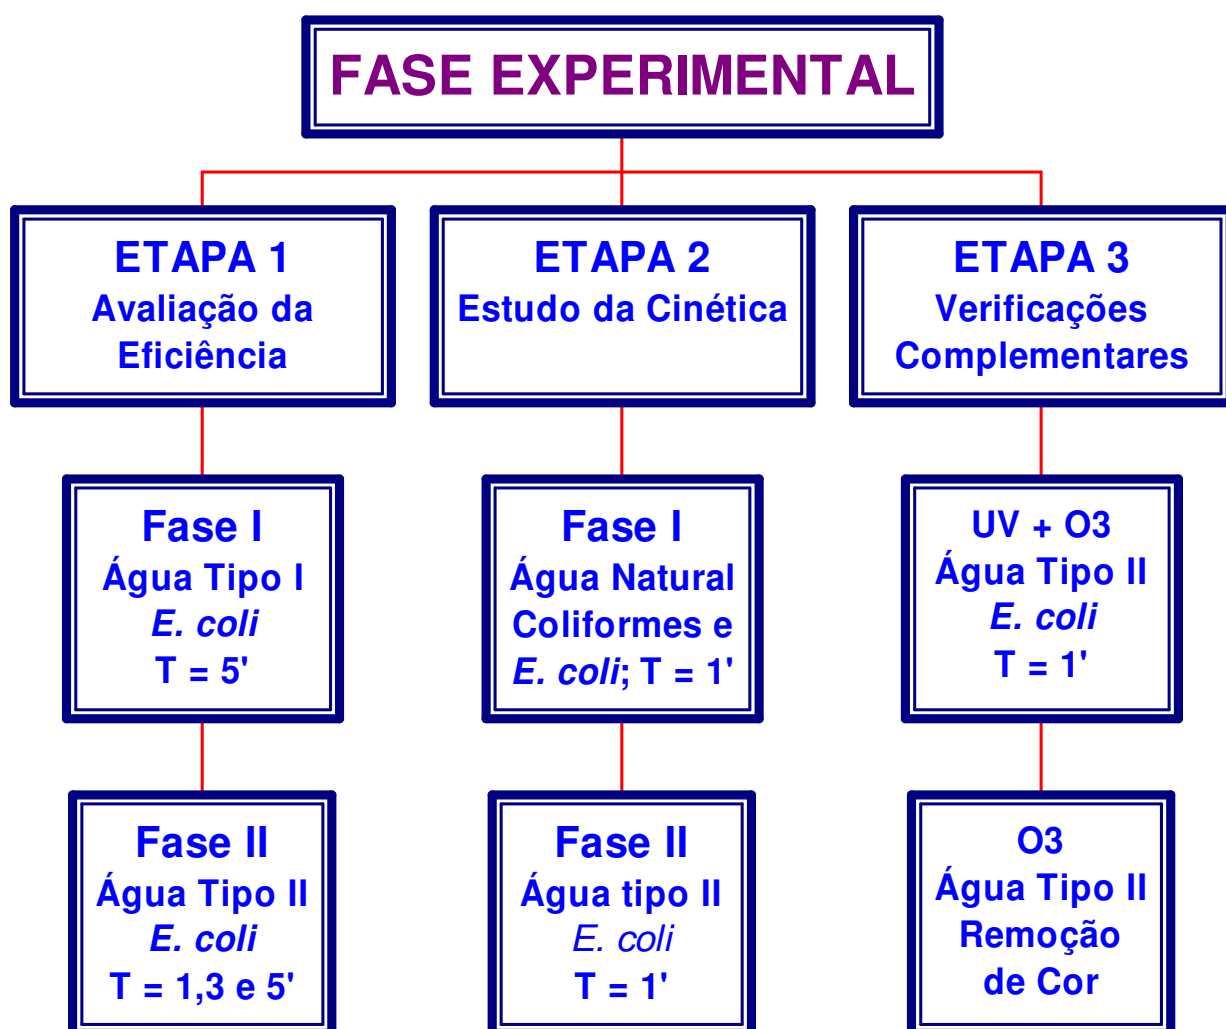 FASE EXPERIMENTAL
ETAPA 1
Avaliação da
Eficiência
ETAPA 2
Estudo da Cinética
ETAPA 3
Verificações
Complementares
Fase I
Água Tipo I
E. coli
T = 5'
Fase I
Água Natural
Coliformes e
E. coli; T = 1'
UV + O3
Água Tipo II
E. coli
T = 1'
Fase II
Água Tipo II
E. coli
T = 1,3 e 5'
Fase II
Água tipo II
E. coli
T = 1'
O3
Água Tipo II
Remoção
de Cor